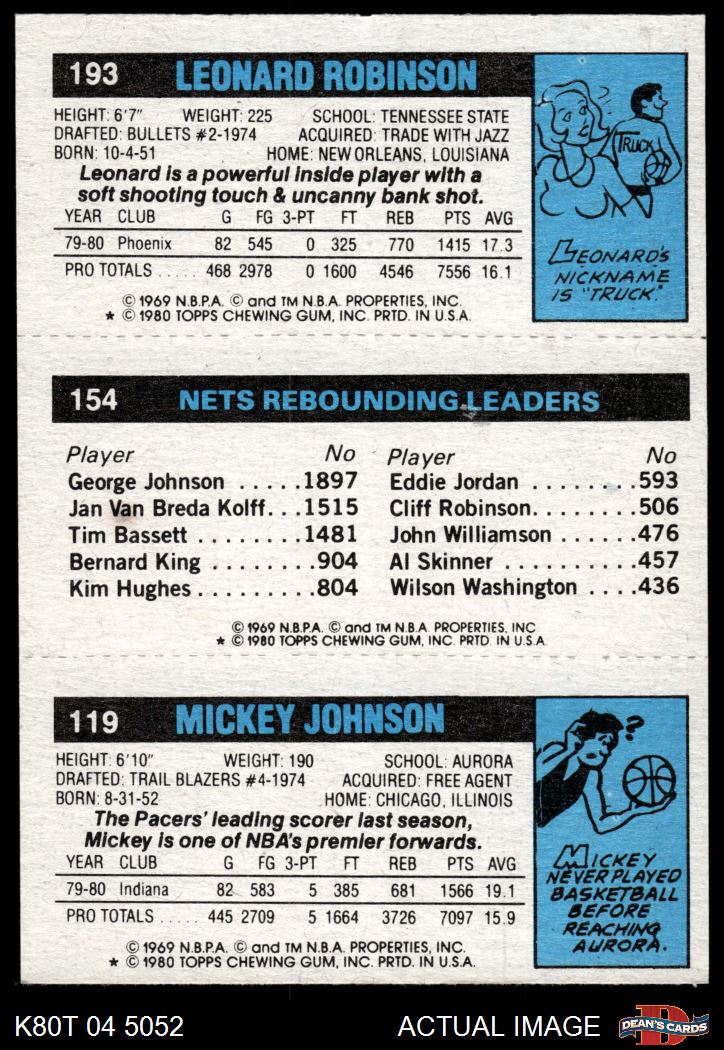 193 LEONARD ROBINSON
HEIGHT: 6'7" WEIGHT: 225 SCHOOL: TENNESSEE STATE
DRAFTED: BULLETS #2-1974 ACQUIRED: TRADE WITH JAZZ
BORN: 10-4-51 HOME: NEW ORLEANS, LOUISIANA
Leonard is a powerful inside player with a
soft shooting touch & uncanny bank shot.
YEAR CLUB G FG 3-PT FT REB PTS AVG
79-80 Phoenix 82 545 0 325 770 1415 17.3
PRO TOTALS ..... 468 2978 0 1600 4546 7556 16.1
© 1969 N.B.P.A. © and TM N.B.A. PROPERTIES, INC.
* © 1980 TOPPS CHEWING GUM, INC. PRTD. IN U.S.A.
TRUCK
LEONARD'S
NICKNAME
IS "TRUCK."
154 NETS REBOUNDING LEADERS
Player No Player No
George Johnson .....1897 Eddie Jordan ........593
Jan Van Breda Kolff...1515 Cliff Robinson.......506
Tim Bassett ........1481 John Williamson .....476
Bernard King ........904 Al Skinner ..........457
Kim Hughes .........804 Wilson Washington ....436
© 1969 N.B.P.A. © and TM N.B.A. PROPERTIES, INC
* © 1980 TOPPS CHEWING GUM, INC. PRTD. IN U.S.A.
119 MICKEY JOHNSON
HEIGHT: 6'10" WEIGHT: 190 SCHOOL: AURORA
DRAFTED: TRAIL BLAZERS #4-1974 ACQUIRED: FREE AGENT
BORN: 8-31-52 HOME: CHICAGO, ILLINOIS
The Pacers' leading scorer last season,
Mickey is one of NBA's premier forwards.
YEAR CLUB G FG 3-PT FT REB PTS AVG
79-80 Indiana 82 583 5 385 681 1566 19.1
PRO TOTALS ..... 445 2709 5 1664 3726 7097 15.9
© 1969 N.B.P.A. © and TM N.B.A. PROPERTIES, INC.
* © 1980 TOPPS CHEWING GUM, INC. PRTD. IN U.S.A.
?
MICKEY
NEVER PLAYED
BASKETBALL
BEFORE
REACHING
AURORA.
K80T 04 5052 ACTUAL IMAGE
D
DEAN'S CARDS